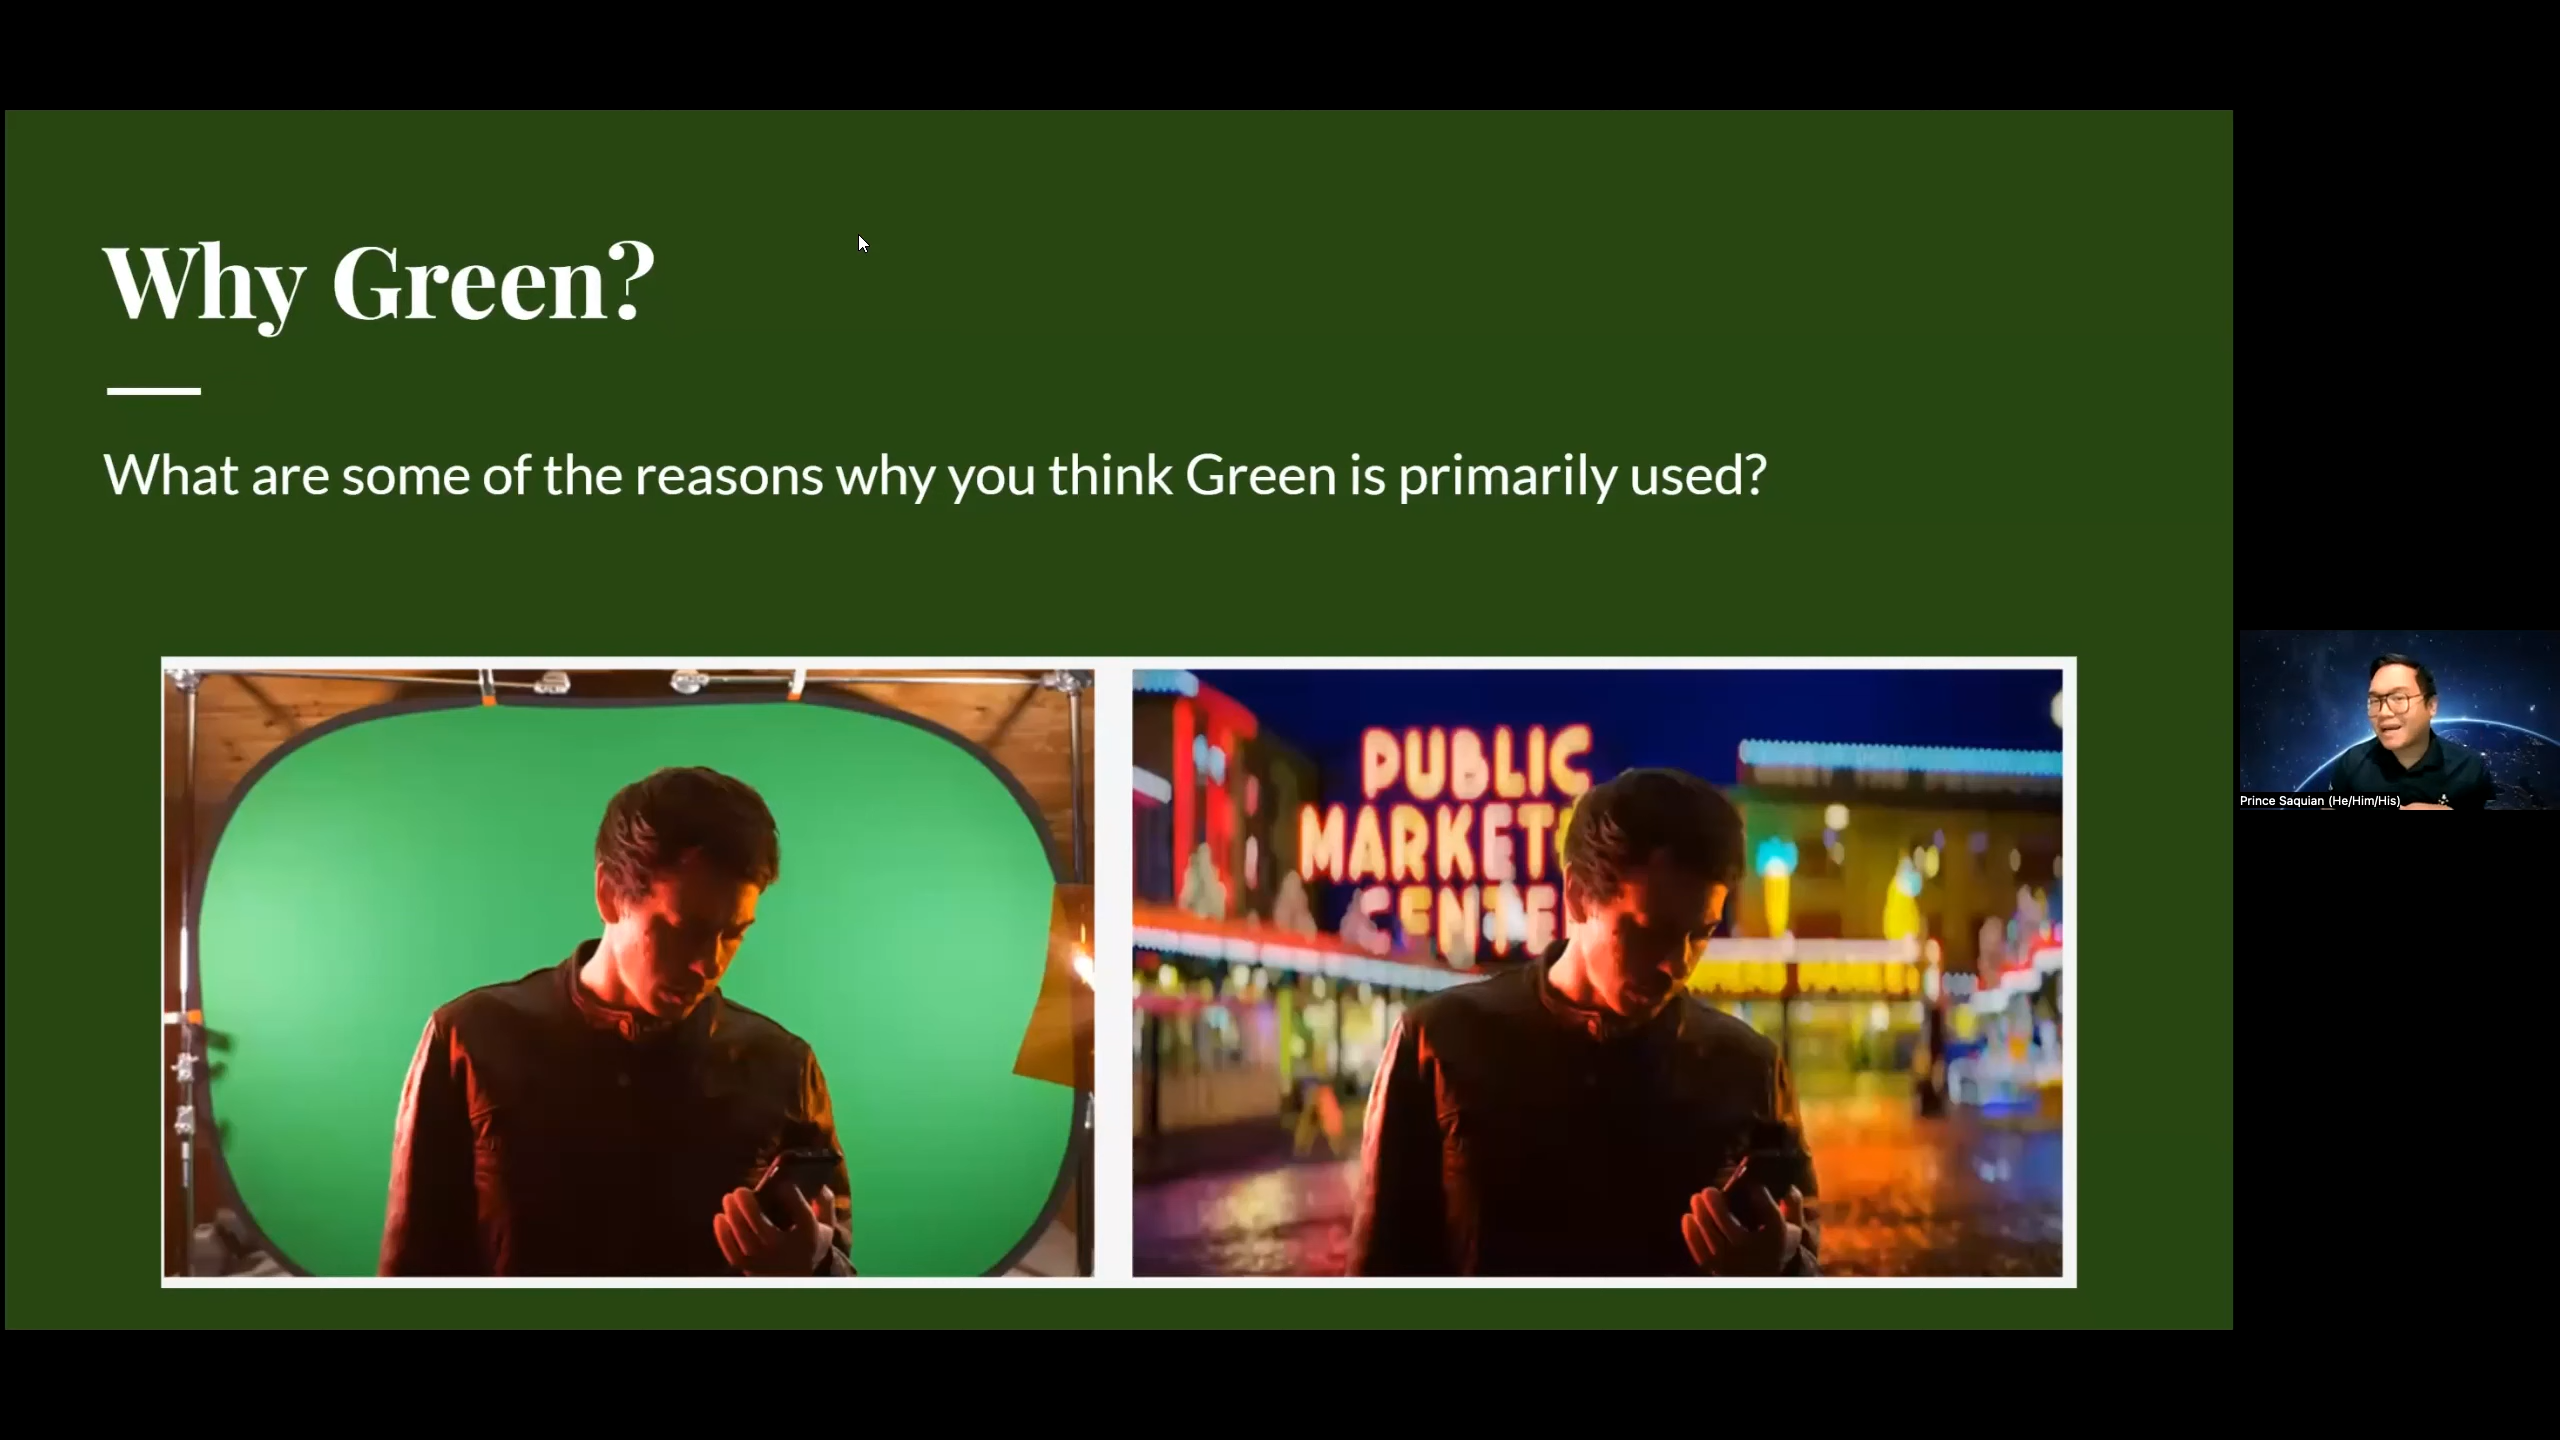 Why Green?
What are some of the reasons why you think Green is primarily used?
PUBLIC
MARKET
CENTE
Prince Saquian (He/Him/His)